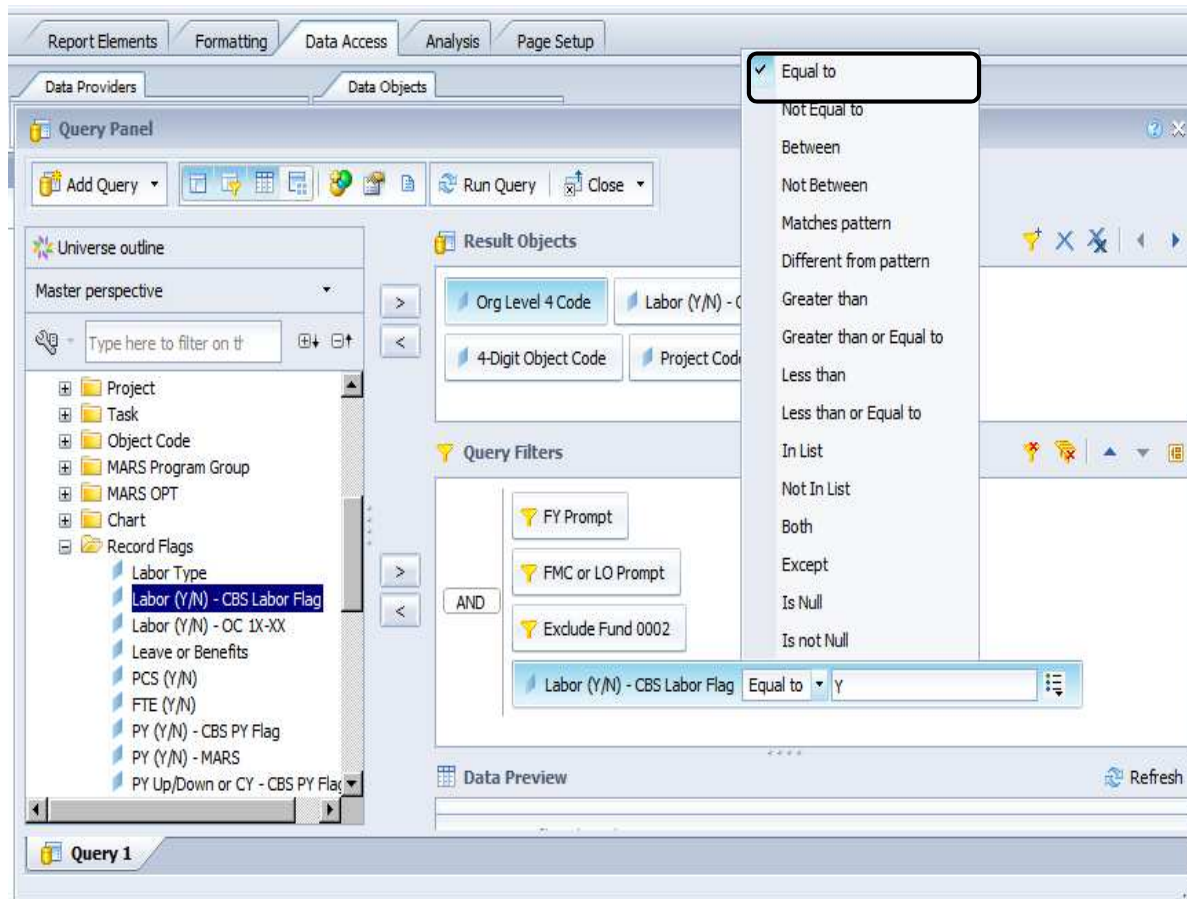 Report Elements Formatting Data Access Analysis Page Setup
Data Providers Data Objects
Query Panel
Add Query Run Query Close
Universe outline
Master perspective
Type here to filter on th
Project
Task
Object Code
MARS Program Group
MARS OPT
Chart
Record Flags
Labor Type
Labor (Y/N) - CBS Labor Flag
Labor (Y/N) - OC 1X-XX
Leave or Benefits
PCS (Y/N)
FTE (Y/N)
PY (Y/N) - CBS PY Flag
PY (Y/N) - MARS
PY Up/Down or CY - CBS PY Flag
Result Objects
Org Level 4 Code Labor (Y/N) - C
4-Digit Object Code Project Code
Query Filters
AND
FY Prompt
FMC or LO Prompt
Exclude Fund 0002
Labor (Y/N) - CBS Labor Flag Equal to Y
Equal to
Not Equal to
Between
Not Between
Matches pattern
Different from pattern
Greater than
Greater than or Equal to
Less than
Less than or Equal to
In List
Not In List
Both
Except
Is Null
Is not Null
Data Preview Refresh
Query 1